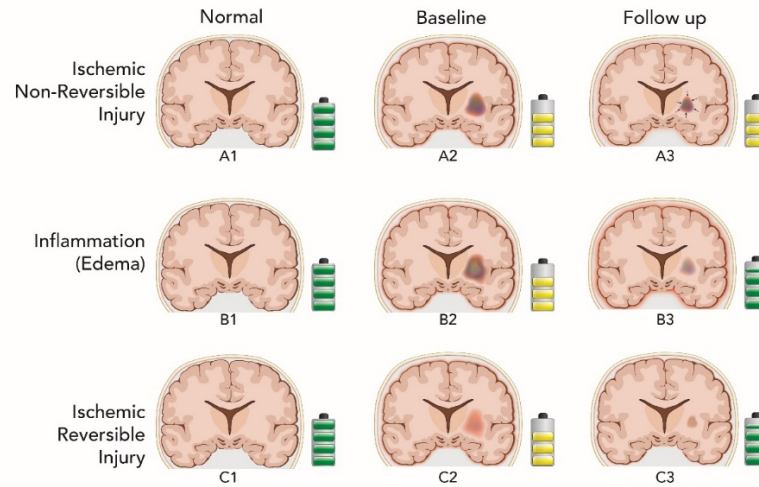 Normal
Baseline
Follow up
Ischemic
Non-Reversible
Injury
A1
A2
A3
Inflammation
(Edema)
B1
B2
B3
Ischemic
Reversible
Injury
C1
C2
C3